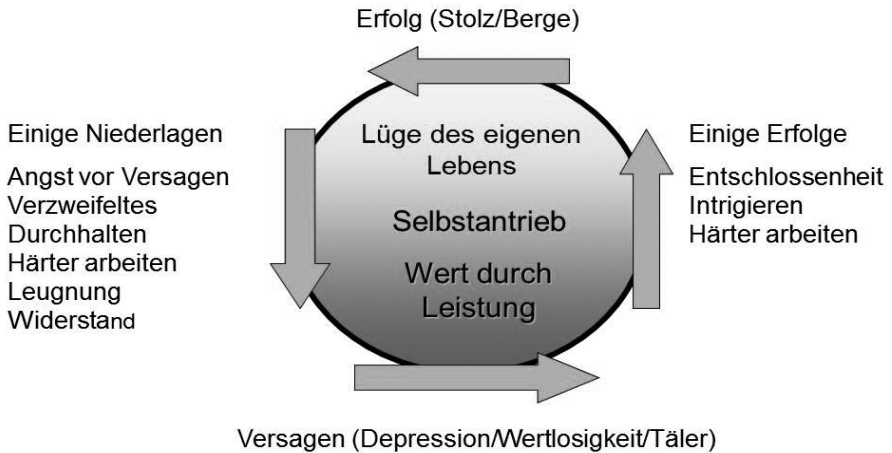 Erfolg (Stolz/Berge)
Einige Niederlagen
Angst vor Versagen
Verzweifeltes
Durchhalten
Härter arbeiten
Leugnung
Widerstand
Lüge des eigenen
Lebens
Selbstantrieb
Wert durch
Leistung
Einige Erfolge
Entschlossenheit
Intrigieren
Härter arbeiten
Versagen (Depression/Wertlosigkeit/Täler)